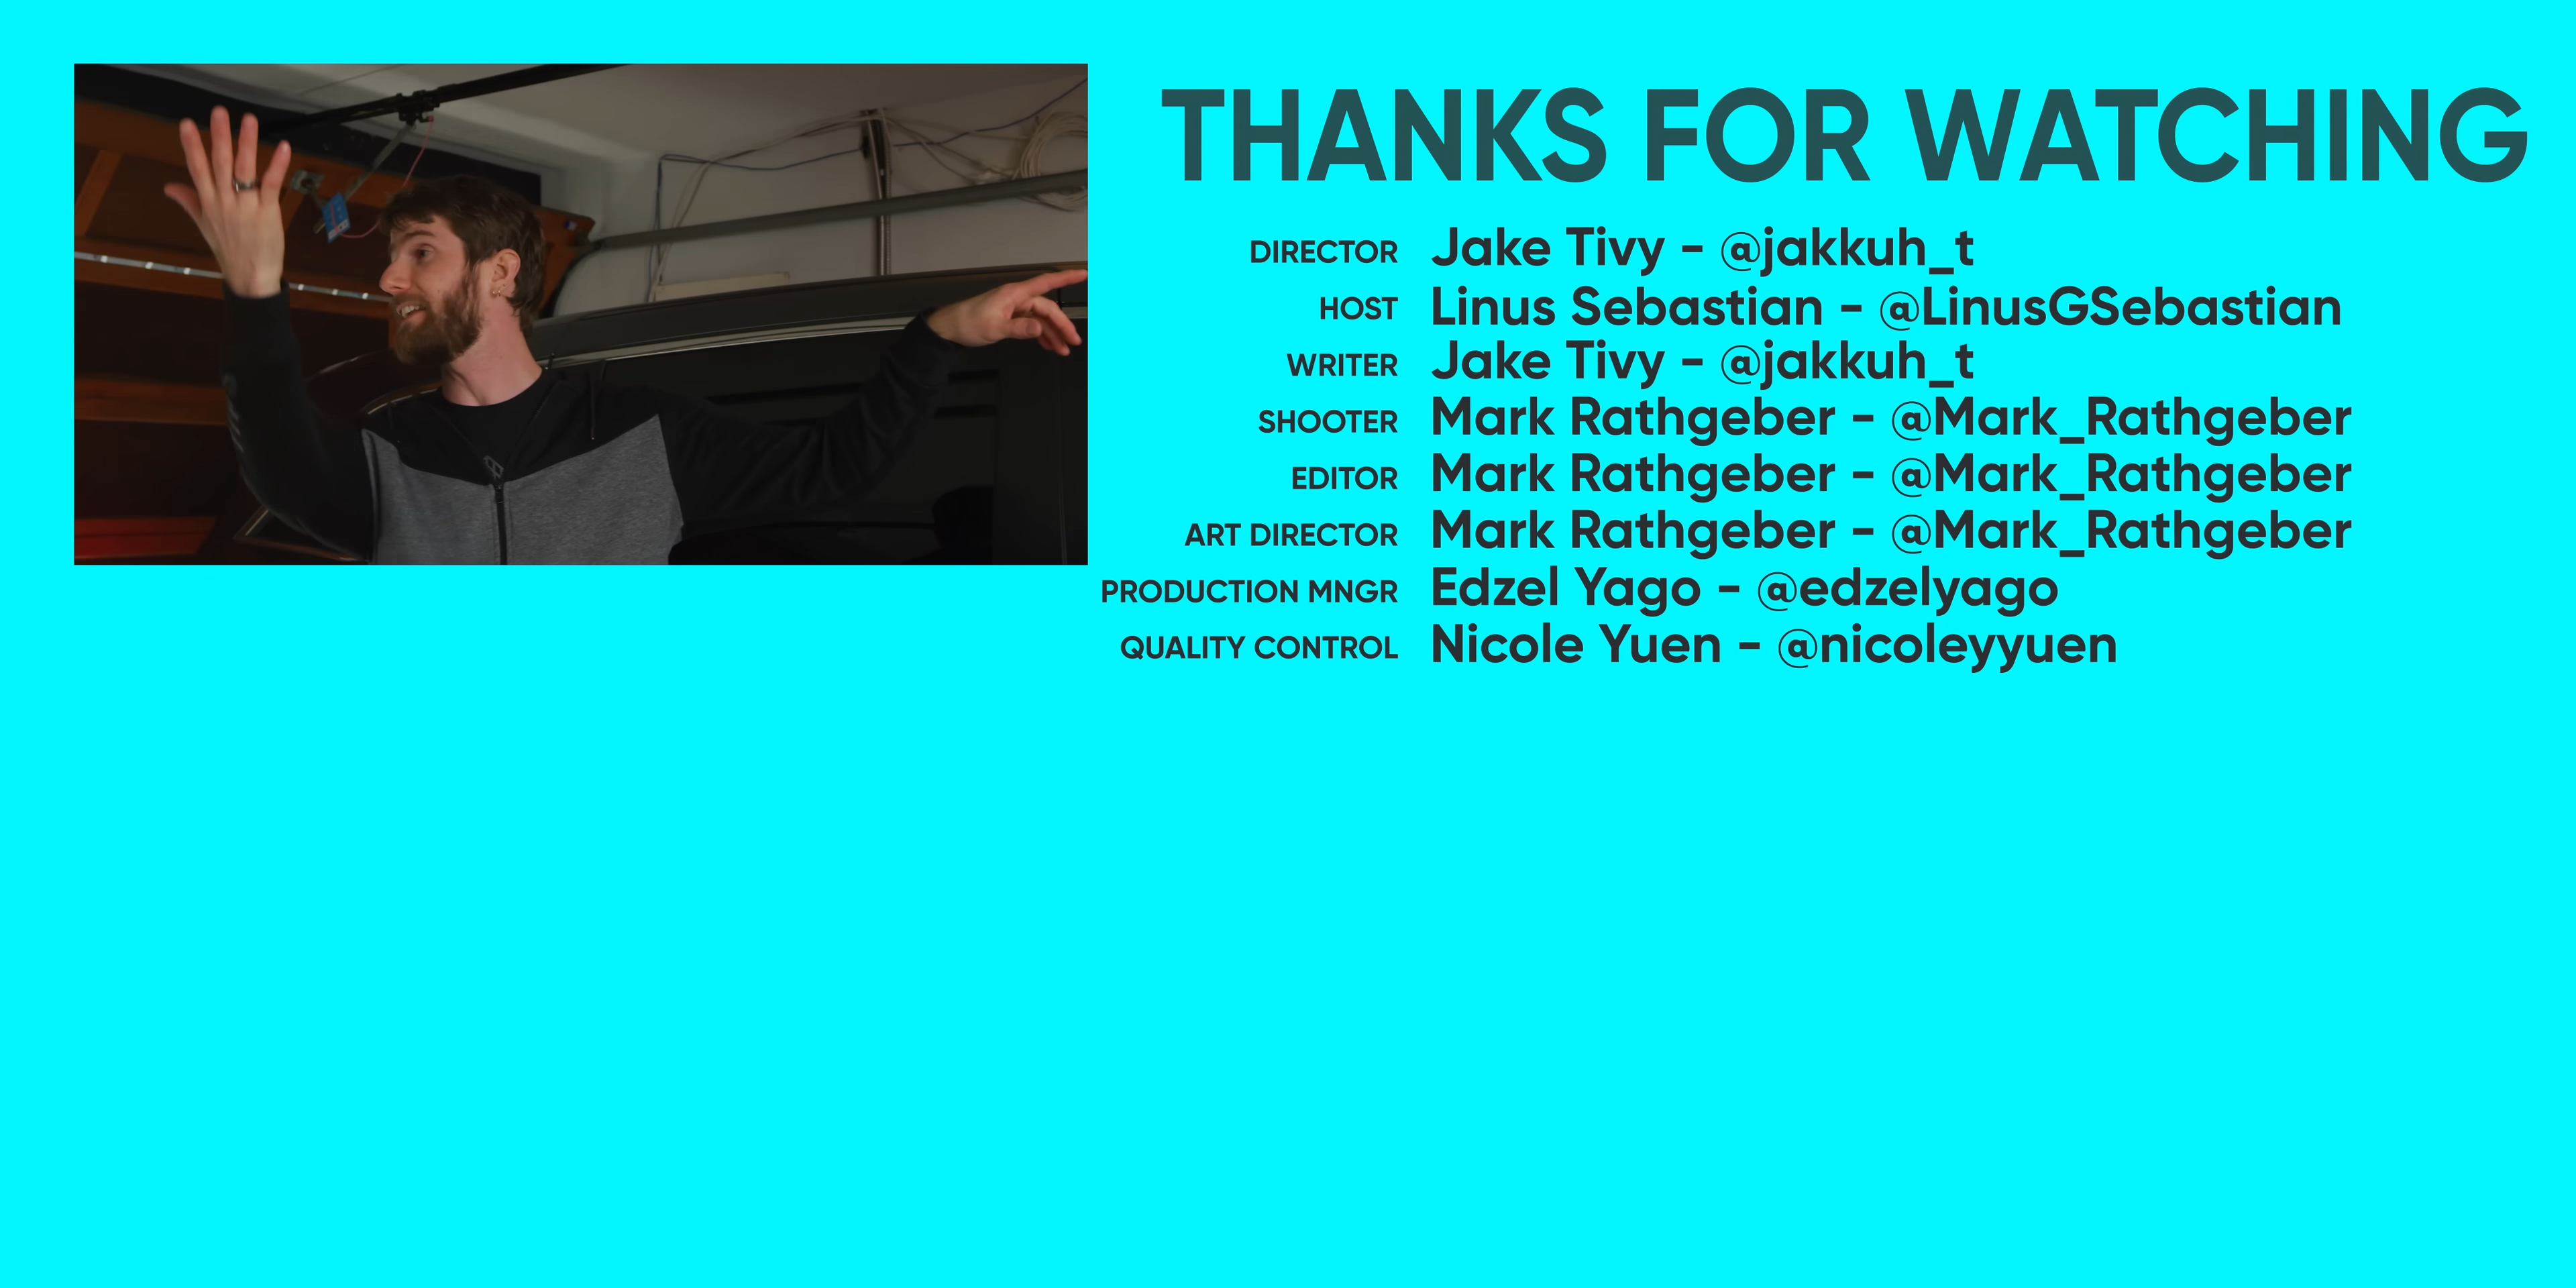 THANKS FOR WATCHING
DIRECTOR Jake Tivy - @jakkuh_t
HOST Linus Sebastian - @LinusGSebastian
WRITER Jake Tivy - @jakkuh_t
SHOOTER Mark Rathgeber - @Mark_Rathgeber
EDITOR Mark Rathgeber - @Mark_Rathgeber
ART DIRECTOR Mark Rathgeber - @Mark_Rathgeber
PRODUCTION MNGR Edzel Yago - @edzelyago
QUALITY CONTROL Nicole Yuen - @nicoleyyuen